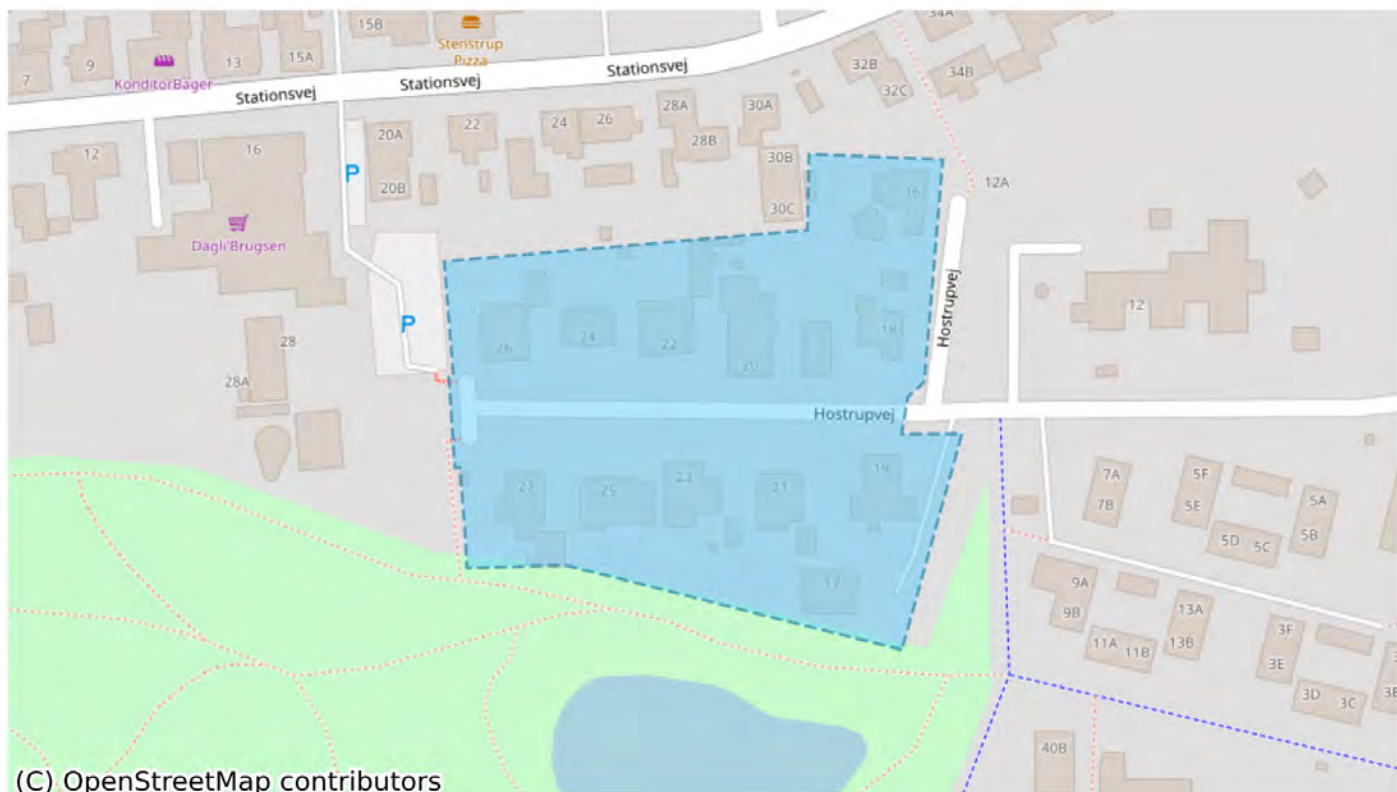 15B
34A
7
9
13
15A
Stenstrup
Pizza
KonditorBager
Stationsvej
Stationsvej
Stationsvej
32B
34B
32C
12
16
20A
22
24
26
28A
28B
30A
30B
P
20B
30C
16
12A
Dagli'Brugsen
Hostrupvej
12
P
28
26
24
22
20
18
28A
Hostrupvej
27
25
23
21
19
17
7A
7B
5F
5E
5D
5C
5A
5B
9A
9B
11A
11B
13A
13B
3F
3E
3D
3C
3B
40B
(C) OpenStreetMap contributors